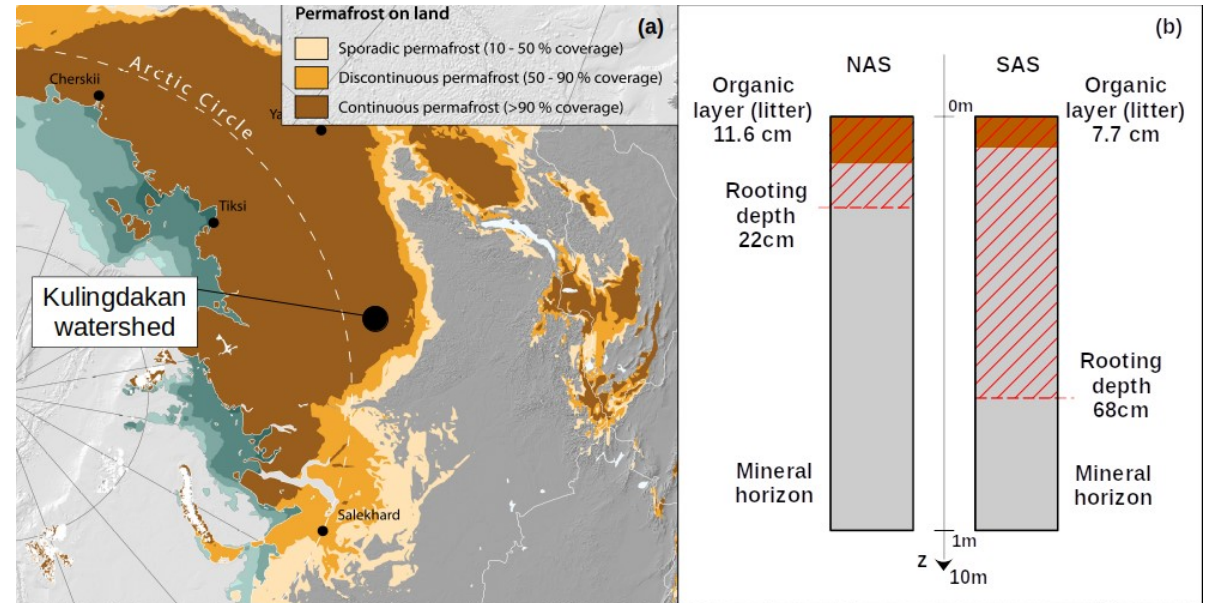 Permafrost on land
(a)
Sporadic permafrost (10 - 50 % coverage)
Discontinuous permafrost (50 - 90 % coverage)
Continuous permafrost (>90 % coverage)
Arctic Circle
Cherskii
Ya
Tiksi
Kulingdakan
watershed
Salekhard
(b)
NAS
SAS
Organic
layer (litter)
11.6 cm
Organic
layer (litter)
7.7 cm
0m
Rooting
depth
22cm
Rooting
depth
68cm
Mineral
horizon
Mineral
horizon
1m
z
10m